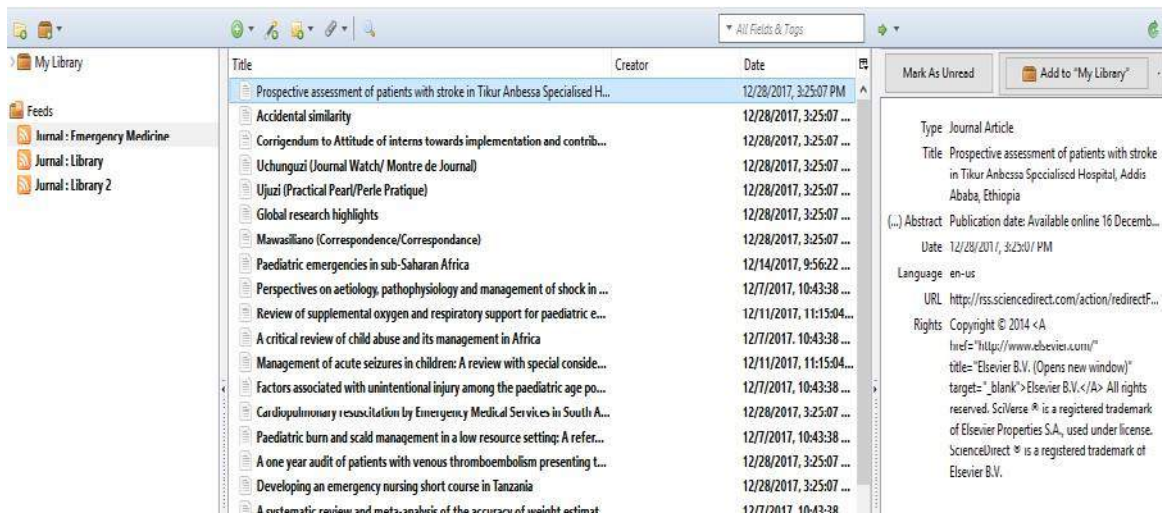 All Fields & Tags
My Library
Feeds
Jurnal : Emergency Medicine
Jurnal : Library
Jurnal : Library 2
Title Creator Date
Prospective assessment of patients with stroke in Tikur Anbessa Specialised H... 12/28/2017, 3:25:07 PM
Accidental similarity 12/28/2017, 3:25:07 ...
Corrigendum to Attitude of interns towards implementation and contrib... 12/28/2017, 3:25:07 ...
Uchunguzi (Journal Watch/ Montre de Journal) 12/28/2017, 3:25:07 ...
Ujuzi (Practical Pearl/Perle Pratique) 12/28/2017, 3:25:07 ...
Global research highlights 12/28/2017, 3:25:07 ...
Mawasiliano (Correspondence/Correspondance) 12/28/2017, 3:25:07 ...
Paediatric emergencies in sub-Saharan Africa 12/14/2017, 9:56:22 ...
Perspectives on aetiology, pathophysiology and management of shock in ... 12/7/2017, 10:43:38 ...
Review of supplemental oxygen and respiratory support for paediatric e... 12/11/2017, 11:15:04...
A critical review of child abuse and its management in Africa 12/7/2017, 10:43:38 ...
Management of acute seizures in children: A review with special conside... 12/11/2017, 11:15:04...
Factors associated with unintentional injury among the paediatric age po... 12/7/2017, 10:43:38 ...
Cardiopulmonary resuscitation by Emergency Medical Services in South A... 12/28/2017, 3:25:07 ...
Paediatric burn and scald management in a low resource setting: A refer... 12/7/2017, 10:43:38 ...
A one year audit of patients with venous thromboembolism presenting t... 12/28/2017, 3:25:07 ...
Developing an emergency nursing short course in Tanzania 12/28/2017, 3:25:07 ...
A systematic review and meta-analysis of the accuracy of weight estimat 12/7/2017, 10:43:38
Mark As Unread Add to "My Library"
Type Journal Article
Title Prospective assessment of patients with stroke
in Tikur Anbessa Specialised Hospital, Addis
Ababa, Ethiopia
(...) Abstract Publication date: Available online 16 Decemb...
Date 12/28/2017, 3:25:07 PM
Language en-us
URL http://rss.sciencedirect.com/action/redirectF...
Rights Copyright © 2014 <A
href="http://www.elsevier.com/"
title="Elsevier B.V. (Opens new window)"
target="_blank">Elsevier B.V.</A> All rights
reserved. SciVerse ® is a registered trademark
of Elsevier Properties S.A., used under license.
ScienceDirect ® is a registered trademark of
Elsevier B.V.